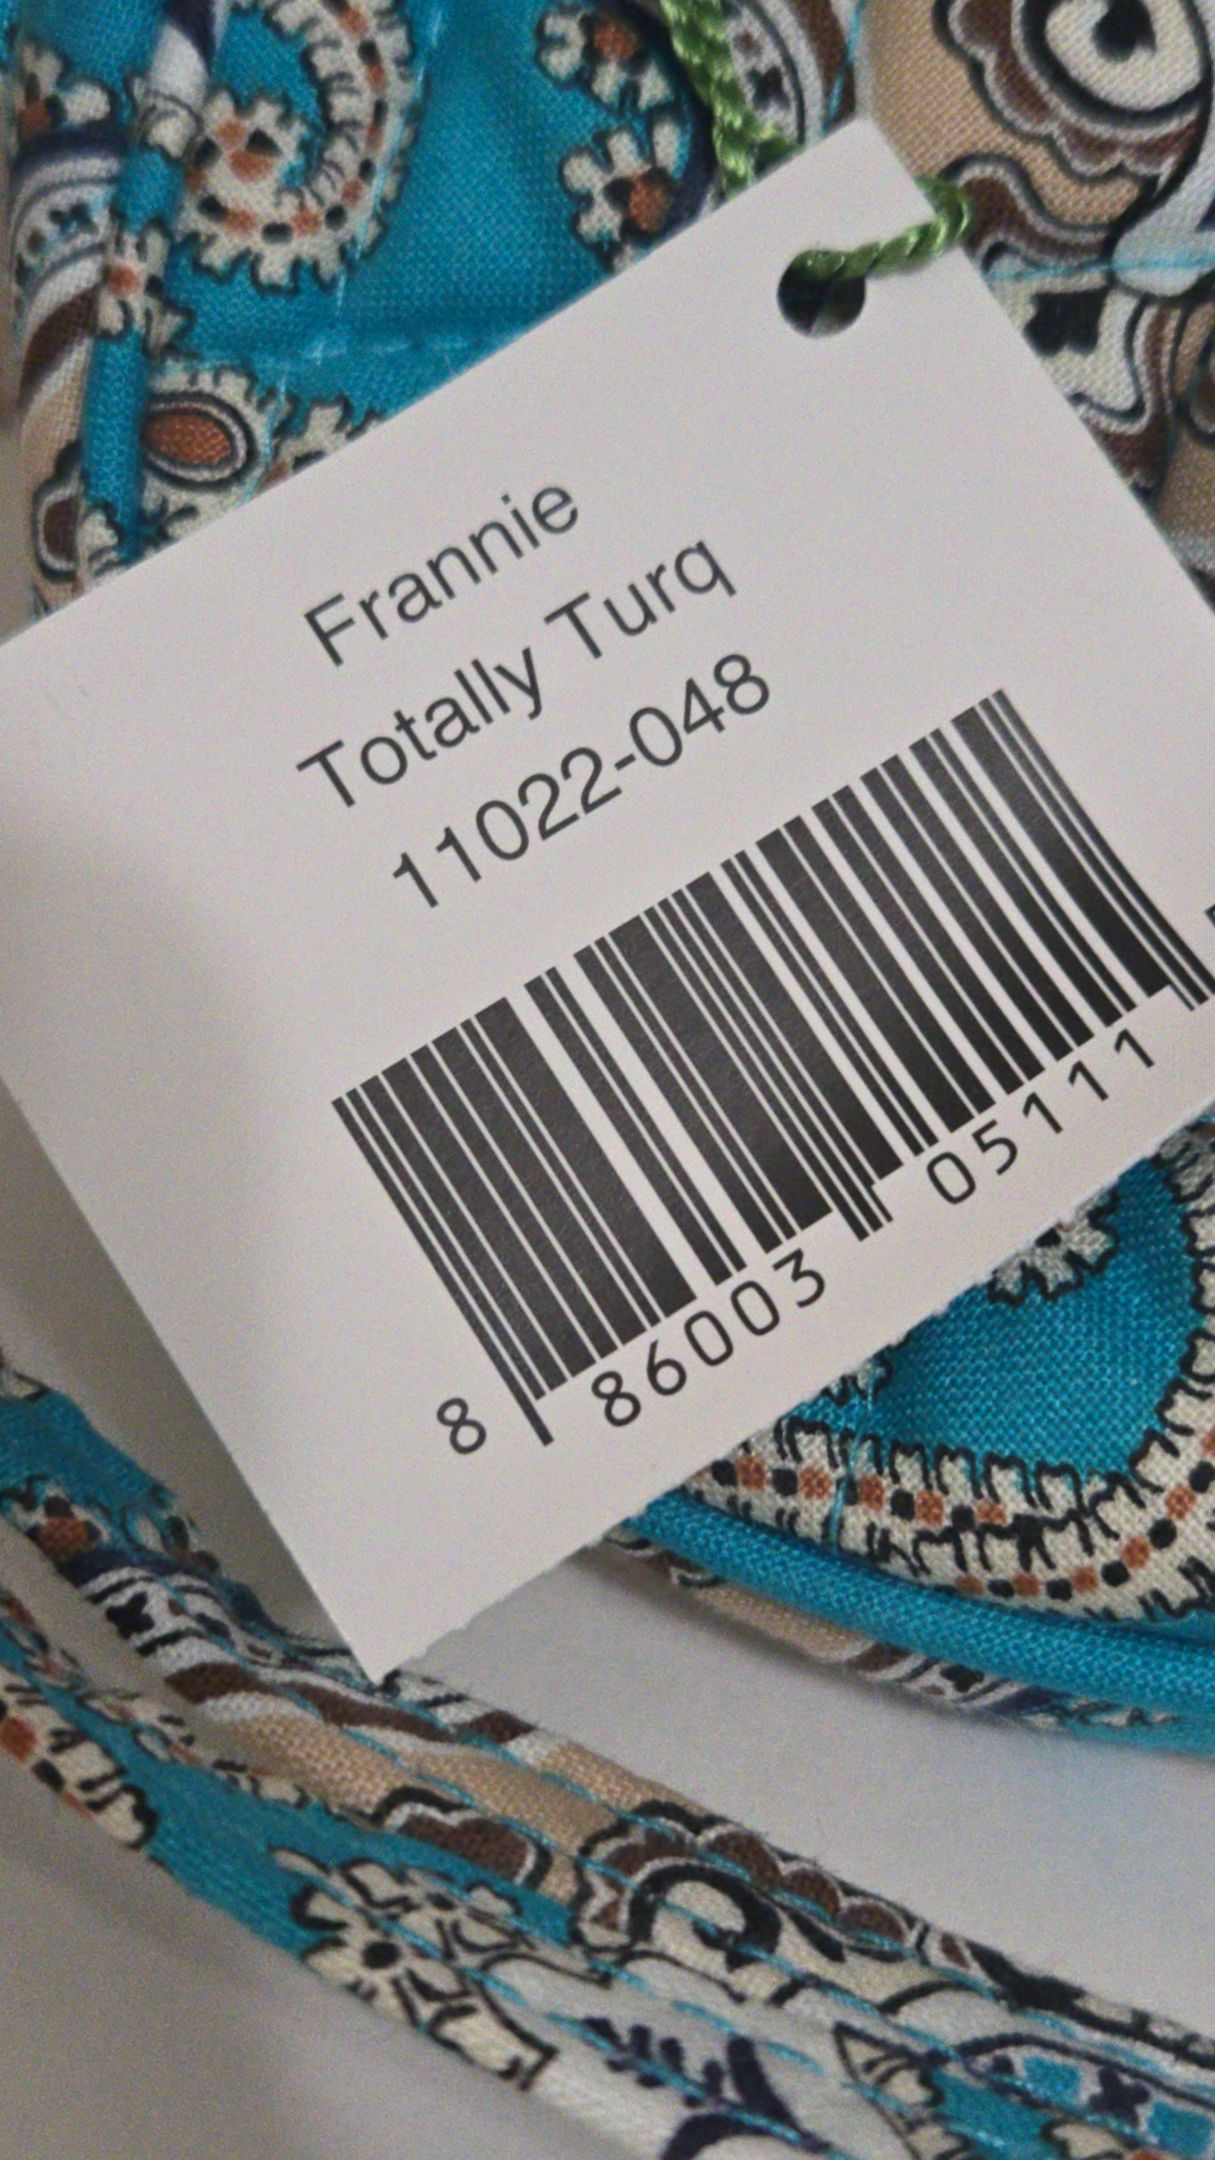 Frannie
Totally Turq
11022-048
8 86003 05111